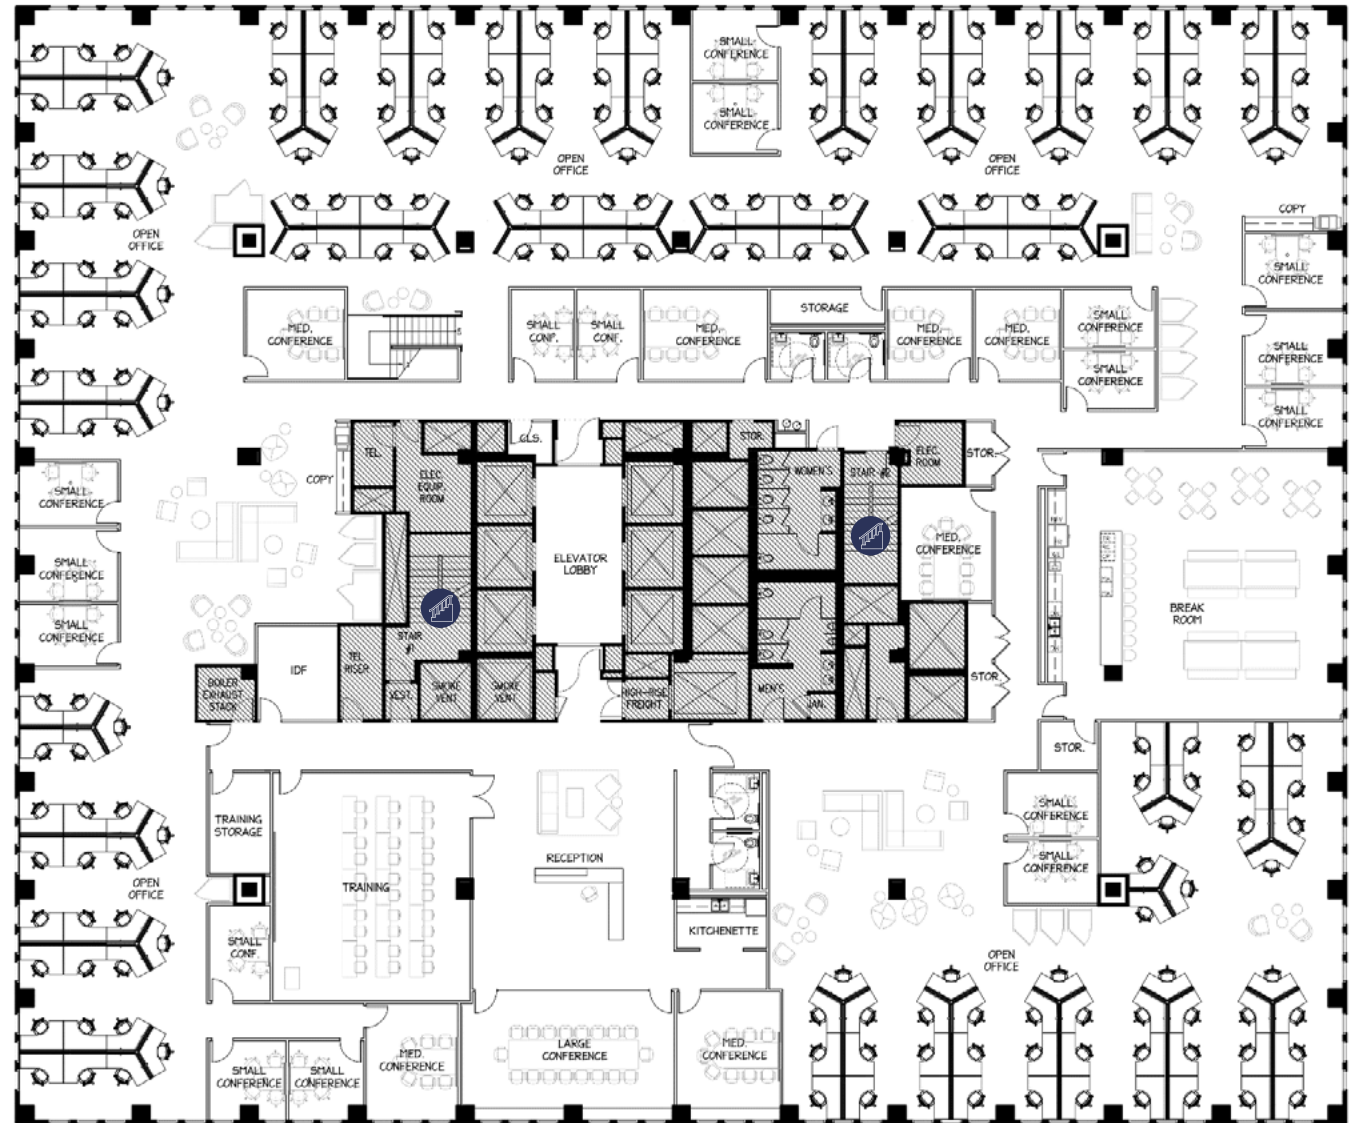 SMALL
CONFERENCE
SMALL
CONFERENCE
OPEN
OFFICE
OPEN
OFFICE
COPY
OPEN
OFFICE
SMALL
CONFERENCE
MED.
CONFERENCE
SMALL
CONF.
SMALL
CONF.
MED.
CONFERENCE
STORAGE
MED.
CONFERENCE
MED.
CONFERENCE
SMALL
CONFERENCE
SMALL
CONFERENCE
SMALL
CONFERENCE
SMALL
CONFERENCE
TEL.
CLS.
STOR.
ELEC.
ROOM
STOR.
COPY
ELEC.
EQUIP.
ROOM
WOMEN'S
STAIR #2
SMALL
CONFERENCE
MED.
CONFERENCE
ELEVATOR
LOBBY
SMALL
CONFERENCE
SMALL
CONFERENCE
STAIR
#1
BREAK
ROOM
IDF
TEL
RISER
BOILER
EXHAUST
STACK
VEST.
SMOKE
VENT
SMOKE
VENT
HIGH-RISE
FREIGHT
MEN'S
JAN.
STOR.
STOR.
TRAINING
STORAGE
SMALL
CONFERENCE
RECEPTION
SMALL
CONFERENCE
OPEN
OFFICE
TRAINING
KITCHENETTE
SMALL
CONF.
OPEN
OFFICE
SMALL
CONFERENCE
SMALL
CONFERENCE
MED.
CONFERENCE
LARGE
CONFERENCE
MED.
CONFERENCE